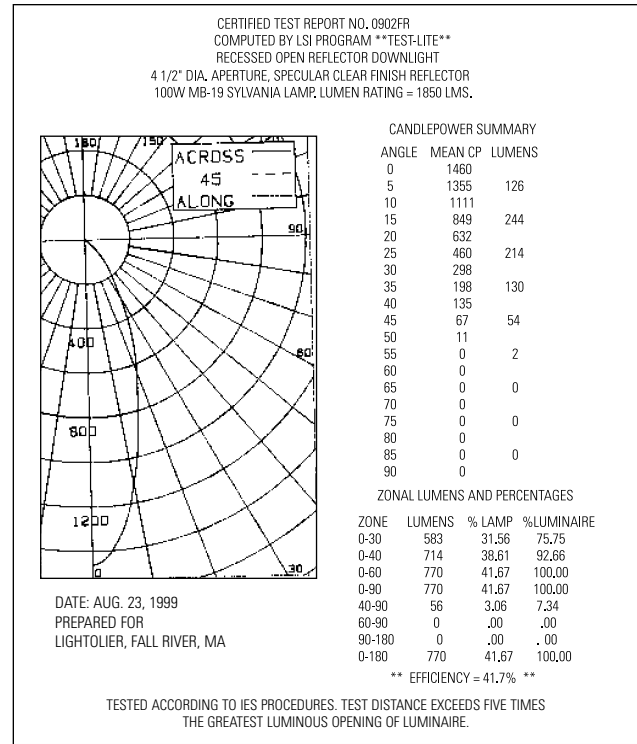 CERTIFIED TEST REPORT NO. 0902FR
COMPUTED BY LSI PROGRAM **TEST-LITE**
RECESSED OPEN REFLECTOR DOWNLIGHT
4 1/2" DIA. APERTURE, SPECULAR CLEAR FINISH REFLECTOR
100W MB-19 SYLVANIA LAMP. LUMEN RATING = 1850 LMS.
180 150
ACROSS
45
ALONG
90
60
400
800
1200
0 30
DATE: AUG. 23, 1999
PREPARED FOR
LIGHTOLIER, FALL RIVER, MA
CANDLEPOWER SUMMARY
ANGLE MEAN CP LUMENS
0 1460
5 1355 126
10 1111
15 849 244
20 632
25 460 214
30 298
35 198 130
40 135
45 67 54
50 11
55 0 2
60 0
65 0 0
70 0
75 0 0
80 0
85 0 0
90 0
ZONAL LUMENS AND PERCENTAGES
ZONE LUMENS % LAMP %LUMINAIRE
0-30 583 31.56 75.75
0-40 714 38.61 92.66
0-60 770 41.67 100.00
0-90 770 41.67 100.00
40-90 56 3.06 7.34
60-90 0 .00 .00
90-180 0 .00 . 00
0-180 770 41.67 100.00
** EFFICIENCY = 41.7% **
TESTED ACCORDING TO IES PROCEDURES. TEST DISTANCE EXCEEDS FIVE TIMES
THE GREATEST LUMINOUS OPENING OF LUMINAIRE.